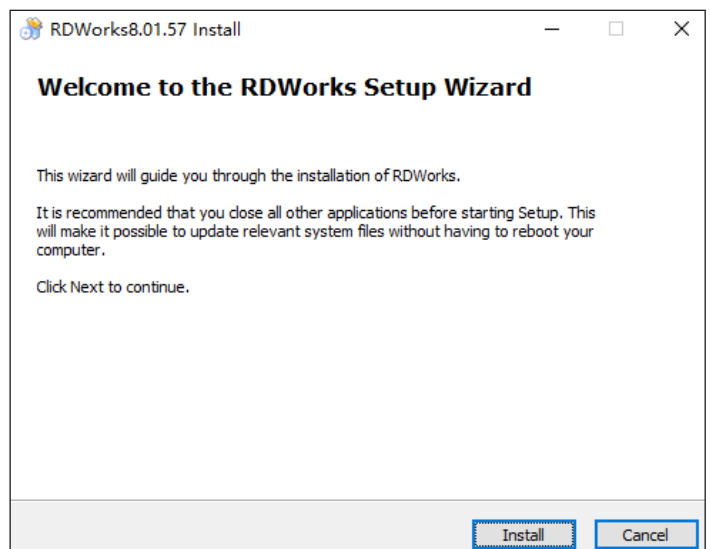 RDWorks8.01.57 Install
Welcome to the RDWorks Setup Wizard
This wizard will guide you through the installation of RDWorks.
It is recommended that you close all other applications before starting Setup. This
will make it possible to update relevant system files without having to reboot your
computer.
Click Next to continue.
Install
Cancel